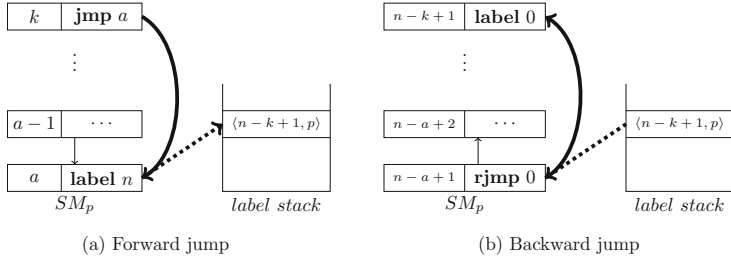 k jmp a n − k + 1 label 0
⋮ ⋮
a − 1 ⋯ ⟨n − k + 1, p⟩ n − a + 2 ⋯ ⟨n − k + 1, p⟩
a label n n − a + 1 rjmp 0
SM_p label stack SM_p label stack
(a) Forward jump (b) Backward jump